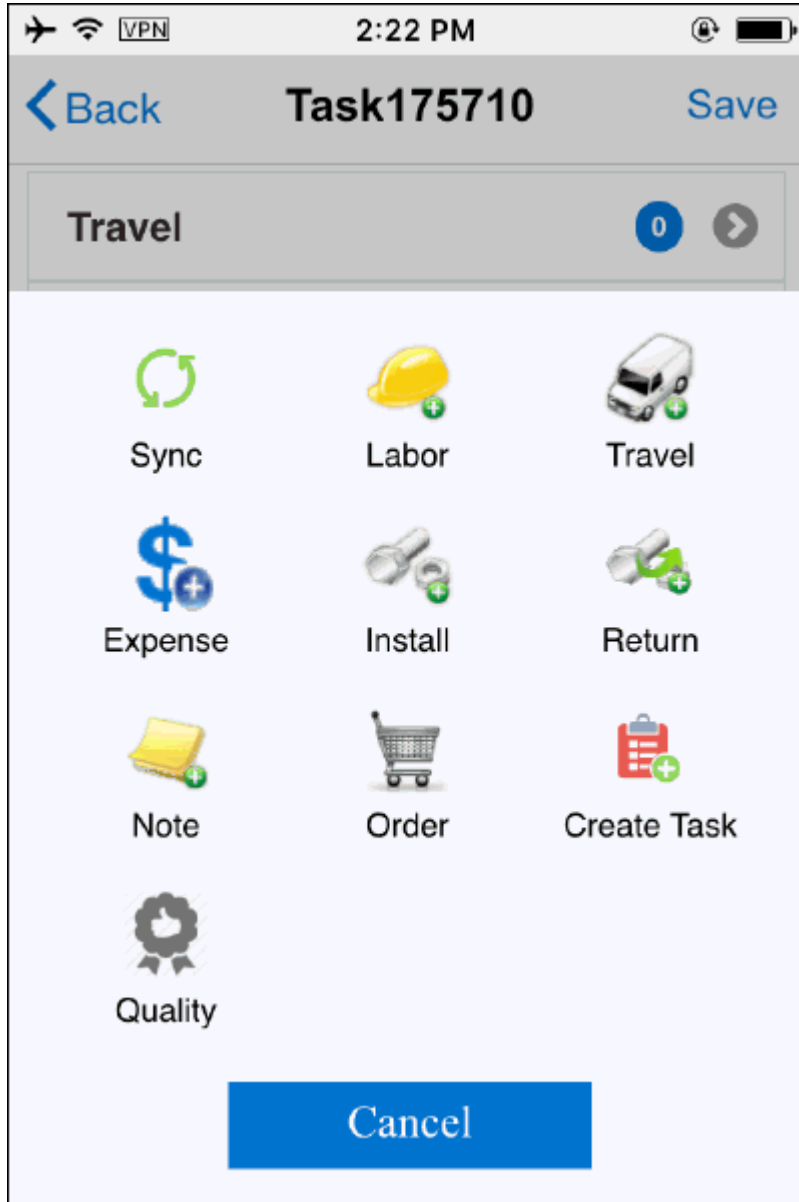 VPN 2:22 PM
Back Task175710 Save
Travel 0
Sync Labor Travel
Expense Install Return
Note Order Create Task
Quality
Cancel